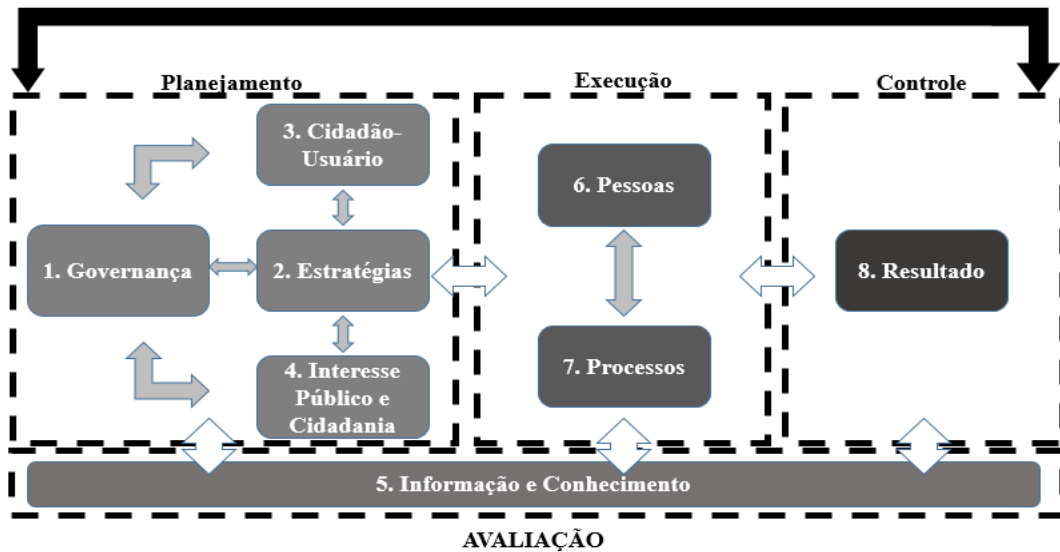 Planejamento
Execução
Controle
3. Cidadão-
Usuário
1. Governança
2. Estratégias
4. Interesse
Público e
Cidadania
6. Pessoas
7. Processos
8. Resultado
5. Informação e Conhecimento
AVALIAÇÃO